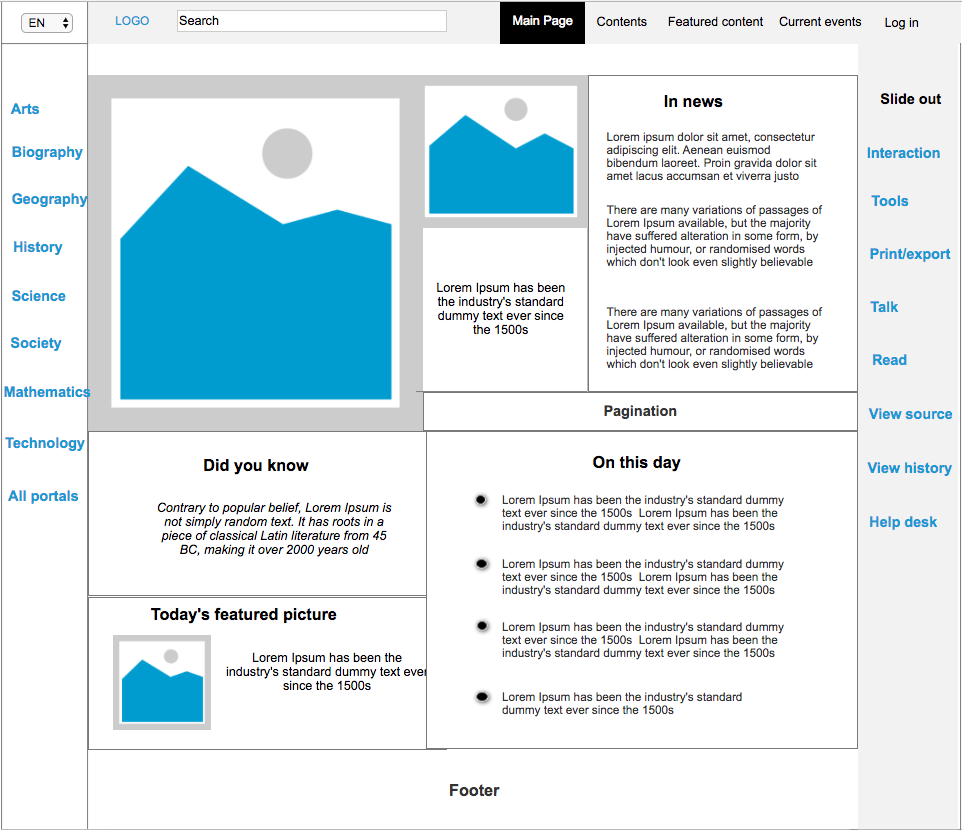 EN
LOGO
Search
Main Page
Contents
Featured content
Current events
Log in
Arts
Biography
Geography
History
Science
Society
Mathematics
Technology
All portals
Lorem Ipsum has been
the industry's standard
dummy text ever since
the 1500s
In news
Lorem ipsum dolor sit amet, consectetur
adipiscing elit. Aenean euismod
bibendum laoreet. Proin gravida dolor sit
amet lacus accumsan et viverra justo
There are many variations of passages of
Lorem Ipsum available, but the majority
have suffered alteration in some form, by
injected humour, or randomised words
which don't look even slightly believable
There are many variations of passages of
Lorem Ipsum available, but the majority
have suffered alteration in some form, by
injected humour, or randomised words
which don't look even slightly believable
Pagination
Did you know
Contrary to popular belief, Lorem Ipsum is
not simply random text. It has roots in a
piece of classical Latin literature from 45
BC, making it over 2000 years old
Today's featured picture
Lorem Ipsum has been the
industry's standard dummy text ever
since the 1500s
On this day
Lorem Ipsum has been the industry's standard dummy
text ever since the 1500s  Lorem Ipsum has been the
industry's standard dummy text ever since the 1500s
Lorem Ipsum has been the industry's standard dummy
text ever since the 1500s  Lorem Ipsum has been the
industry's standard dummy text ever since the 1500s
Lorem Ipsum has been the industry's standard dummy
text ever since the 1500s  Lorem Ipsum has been the
industry's standard dummy text ever since the 1500s
Lorem Ipsum has been the industry's standard
dummy text ever since the 1500s
Slide out
Interaction
Tools
Print/export
Talk
Read
View source
View history
Help desk
Footer